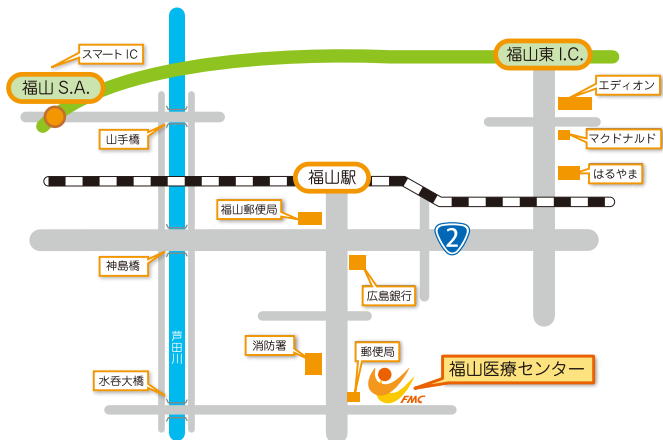 スマートIC
福山東I.C.
福山S.A.
エディオン
山手橋
マクドナルド
福山駅
はるやま
福山郵便局
2
神島橋
広島銀行
芦田川
消防署
郵便局
福山医療センター
水呑大橋
FMC